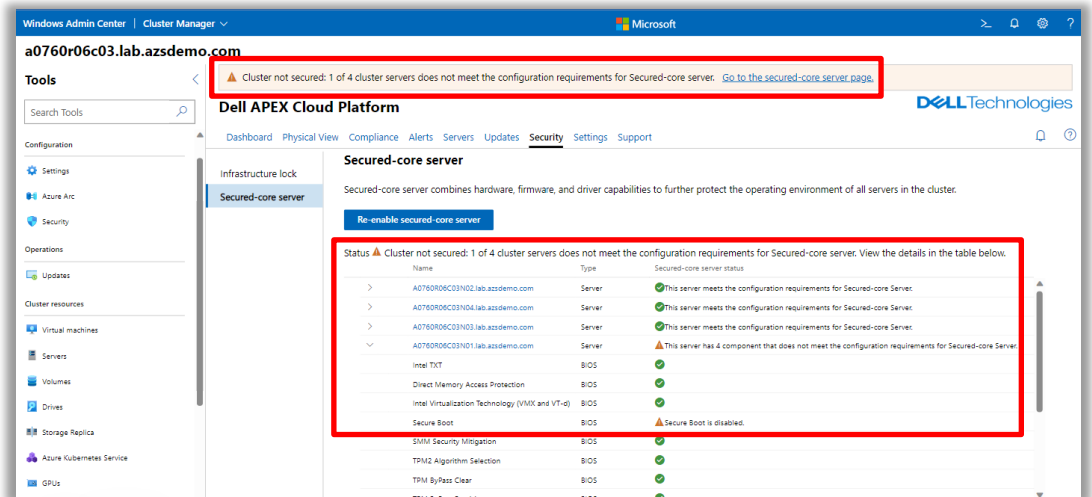 Windows Admin Center | Cluster Manager
Microsoft
a0760r06c03.lab.azsdemo.com
Tools
Search Tools
Configuration
Settings
Azure Arc
Security
Operations
Updates
Cluster resources
Virtual machines
Servers
Volumes
Drives
Storage Replica
Azure Kubernetes Service
GPUs
Cluster not secured: 1 of 4 cluster servers does not meet the configuration requirements for Secured-core server. Go to the secured-core server page.
Dell APEX Cloud Platform
DELLTechnologies
Dashboard Physical View Compliance Alerts Servers Updates Security Settings Support
Infrastructure lock
Secured-core server
Secured-core server
Secured-core server combines hardware, firmware, and driver capabilities to further protect the operating environment of all servers in the cluster.
Re-enable secured-core server
Status Cluster not secured: 1 of 4 cluster servers does not meet the configuration requirements for Secured-core server. View the details in the table below.
Name Type Secured-core server status
A0760R06C03N02.lab.azsdemo.com Server This server meets the configuration requirements for Secured-core Server.
A0760R06C03N04.lab.azsdemo.com Server This server meets the configuration requirements for Secured-core Server.
A0760R06C03N03.lab.azsdemo.com Server This server meets the configuration requirements for Secured-core Server.
A0760R06C03N01.lab.azsdemo.com Server This server has 4 component that does not meet the configuration requirements for Secured-core Server.
Intel TXT BIOS
Direct Memory Access Protection BIOS
Intel Virtualization Technology (VMX and VT-d) BIOS
Secure Boot BIOS Secure Boot is disabled.
SMM Security Mitigation BIOS
TPM2 Algorithm Selection BIOS
TPM ByPass Clear BIOS